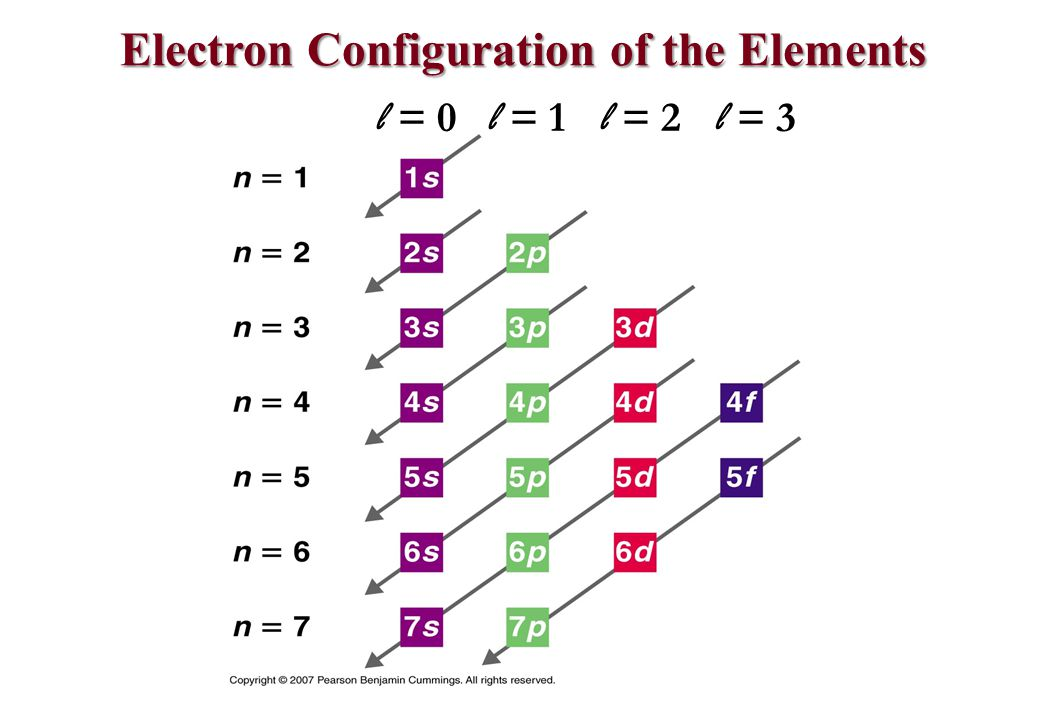 Electron Configuration of the Elements
ℓ = 0 ℓ = 1 ℓ = 2 ℓ = 3
n = 1 1s
n = 2 2s 2p
n = 3 3s 3p 3d
n = 4 4s 4p 4d 4f
n = 5 5s 5p 5d 5f
n = 6 6s 6p 6d
n = 7 7s 7p
Copyright © 2007 Pearson Benjamin Cummings. All rights reserved.